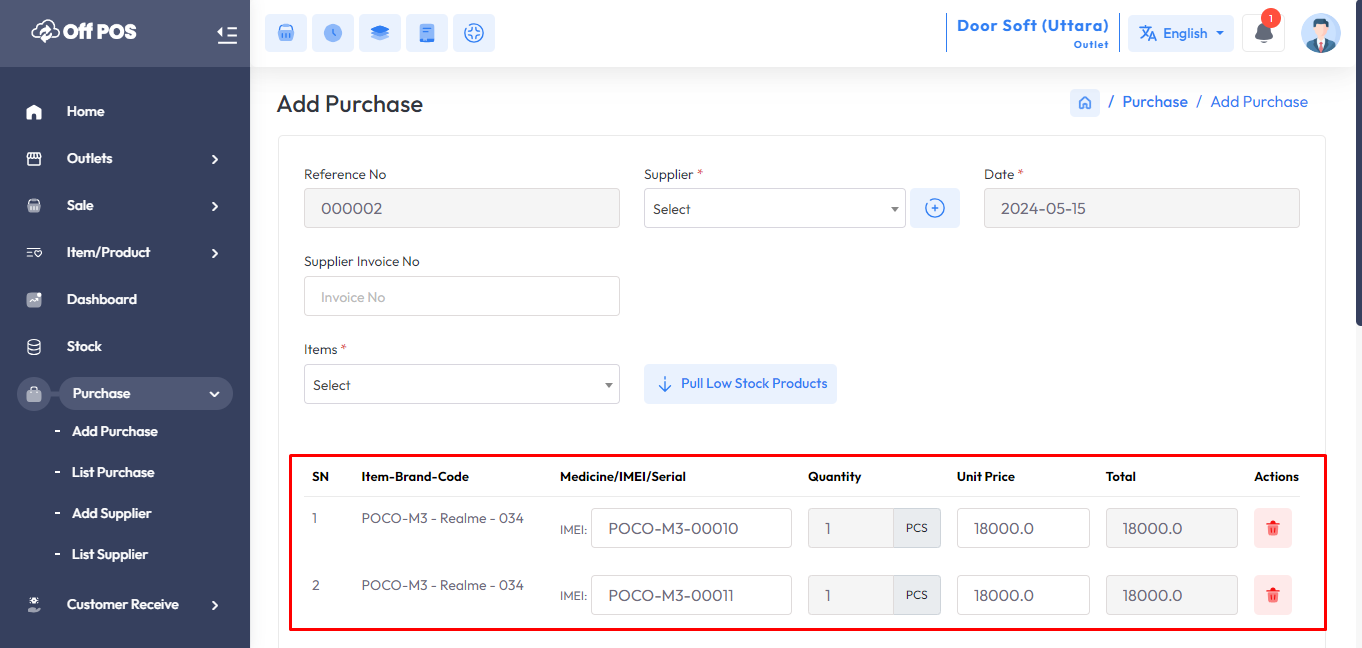 Off POS
Door Soft (Uttara)
Outlet
English
1
Home
Outlets
Sale
Item/Product
Dashboard
Stock
Purchase
- Add Purchase
- List Purchase
- Add Supplier
- List Supplier
Customer Receive
Add Purchase
/ Purchase / Add Purchase
Reference No
000002
Supplier *
Select
Date *
2024-05-15
Supplier Invoice No
Invoice No
Items *
Select
Pull Low Stock Products
SN Item-Brand-Code Medicine/IMEI/Serial Quantity Unit Price Total Actions
1 POCO-M3 - Realme - 034 IMEI: POCO-M3-00010 1 PCS 18000.0 18000.0
2 POCO-M3 - Realme - 034 IMEI: POCO-M3-00011 1 PCS 18000.0 18000.0